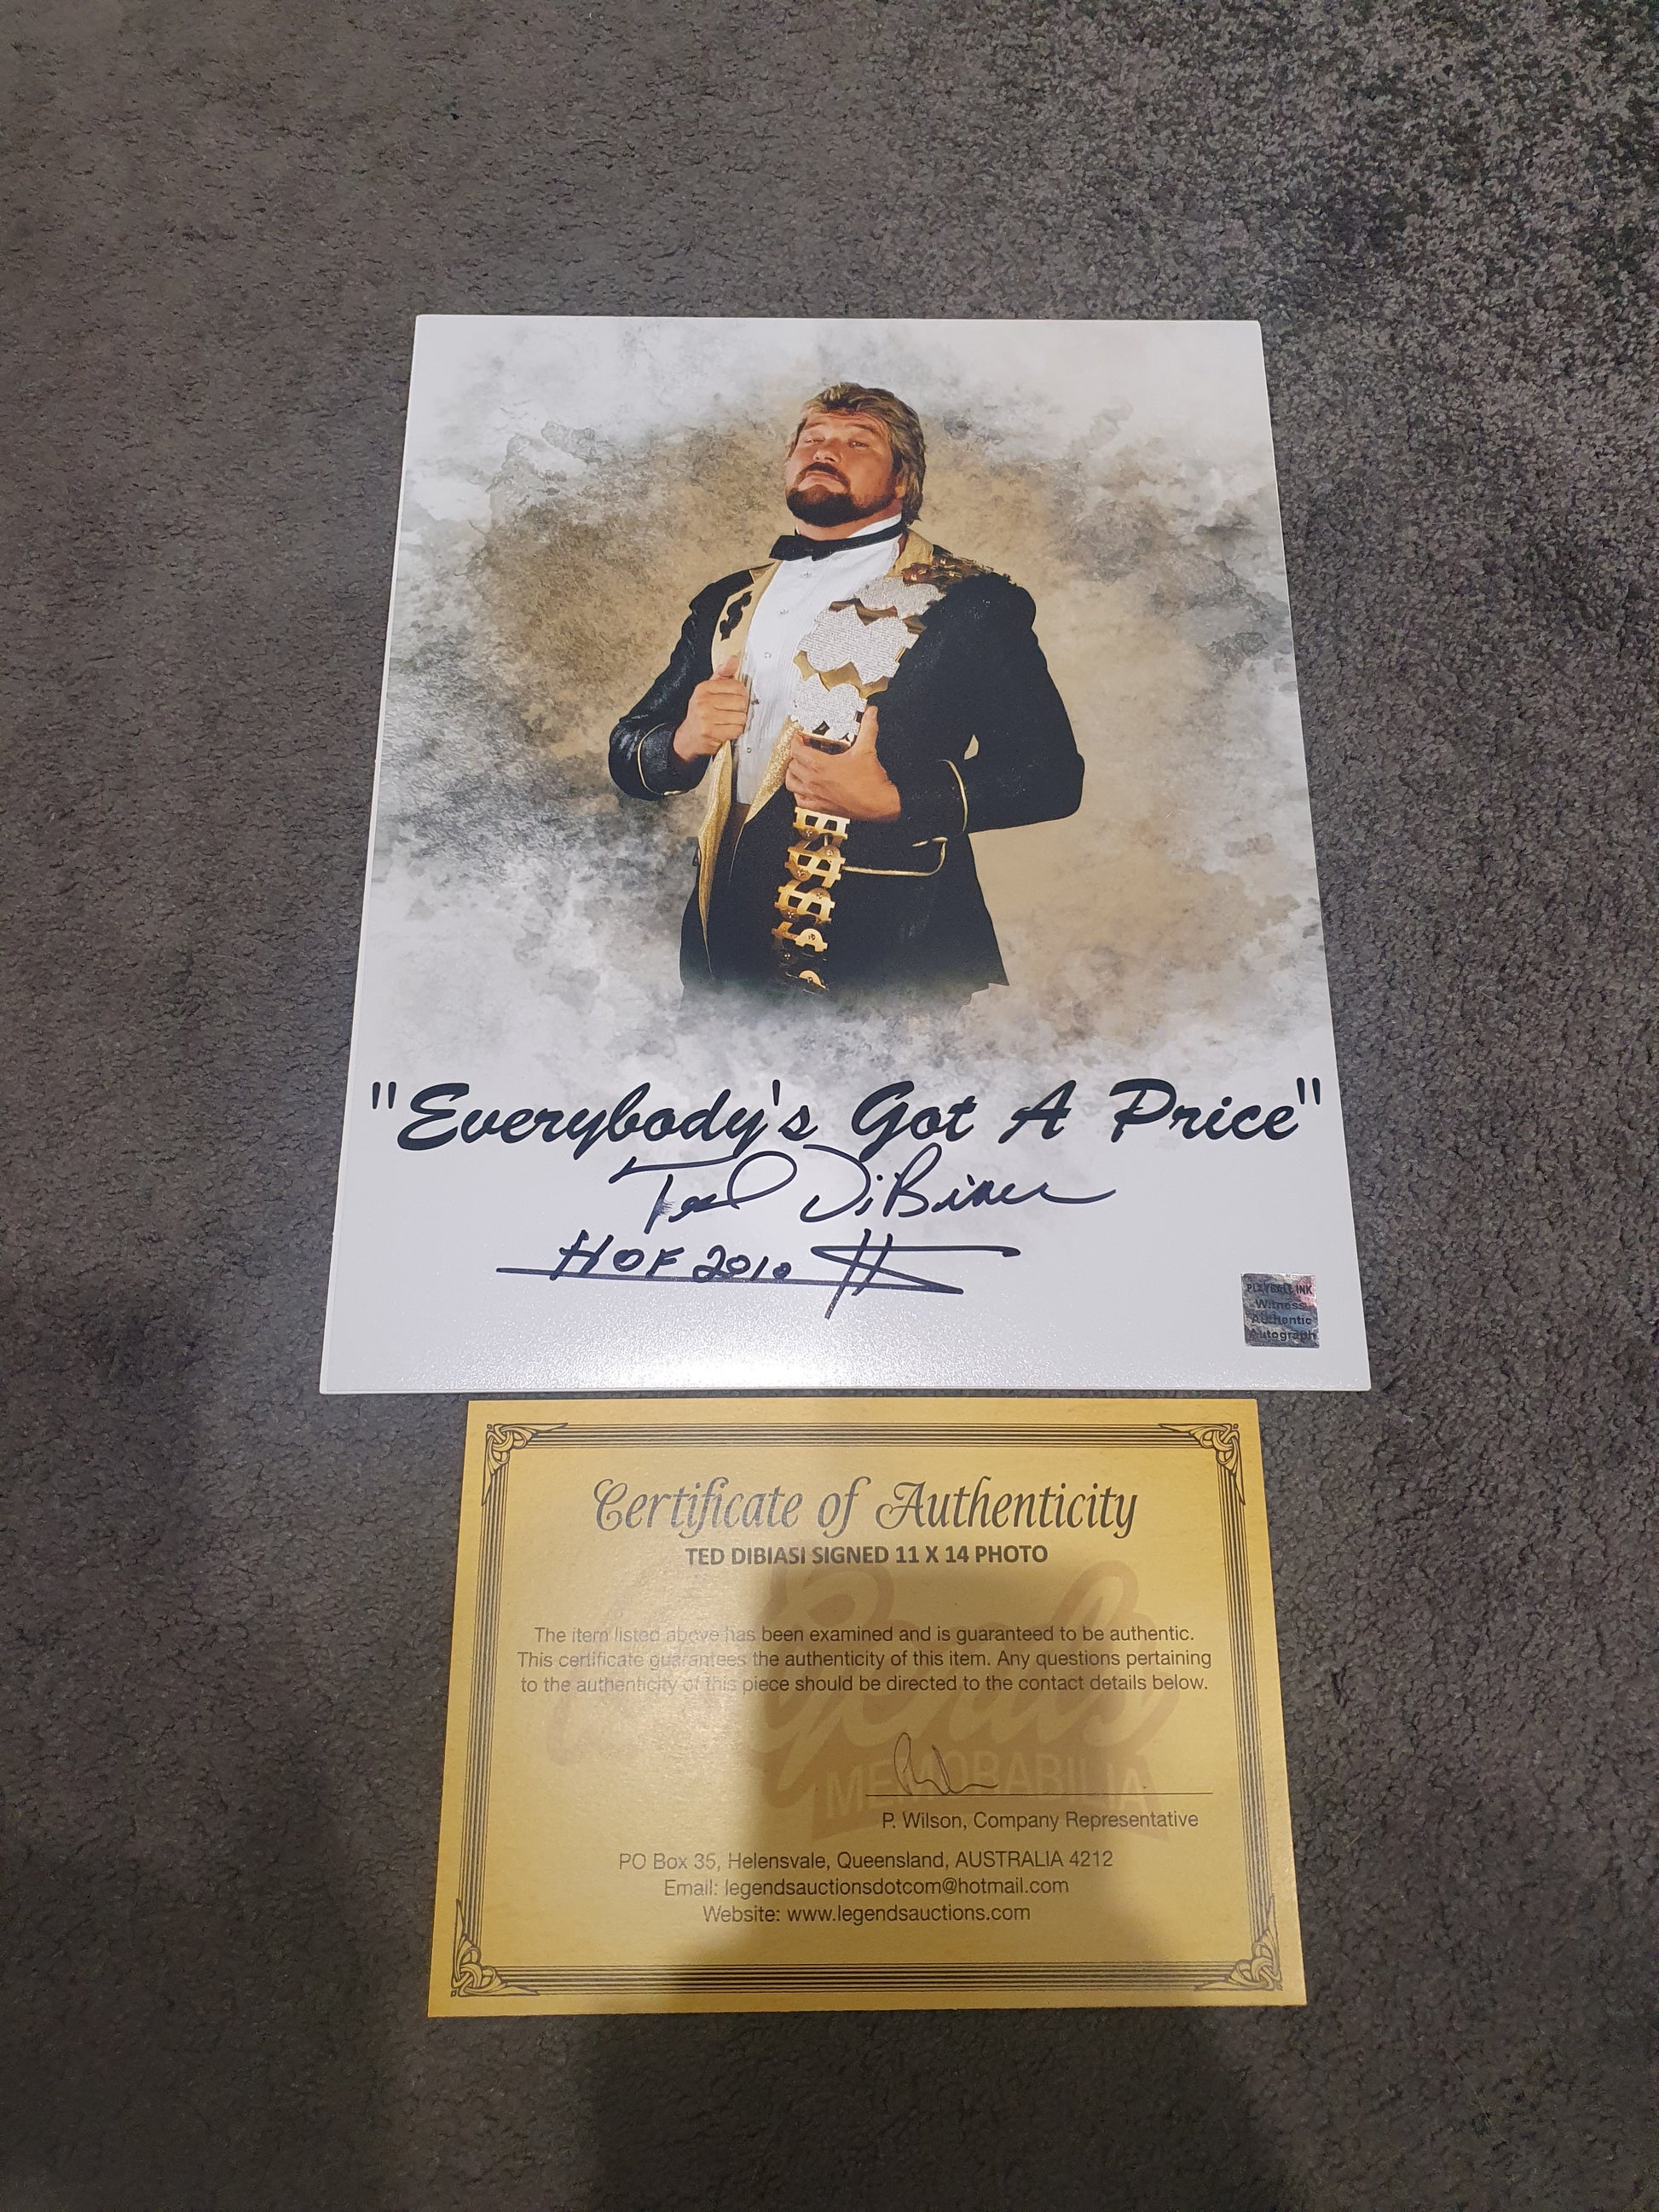 "Everybody's Got A Price"
Ted DiBiase
HOF 2010 $
PLAYBALL INK
Witness
Authentic
Autograph
Certificate of Authenticity
TED DIBIASI SIGNED 11 X 14 PHOTO
The item listed above has been examined and is guaranteed to be authentic.
This certificate guarantees the authenticity of this item. Any questions pertaining
to the authenticity of this piece should be directed to the contact details below.
Legends
MEMORABILIA
P. Wilson, Company Representative
PO Box 35, Helensvale, Queensland, AUSTRALIA 4212
Email: legendsauctionsdotcom@hotmail.com
Website: www.legendsauctions.com